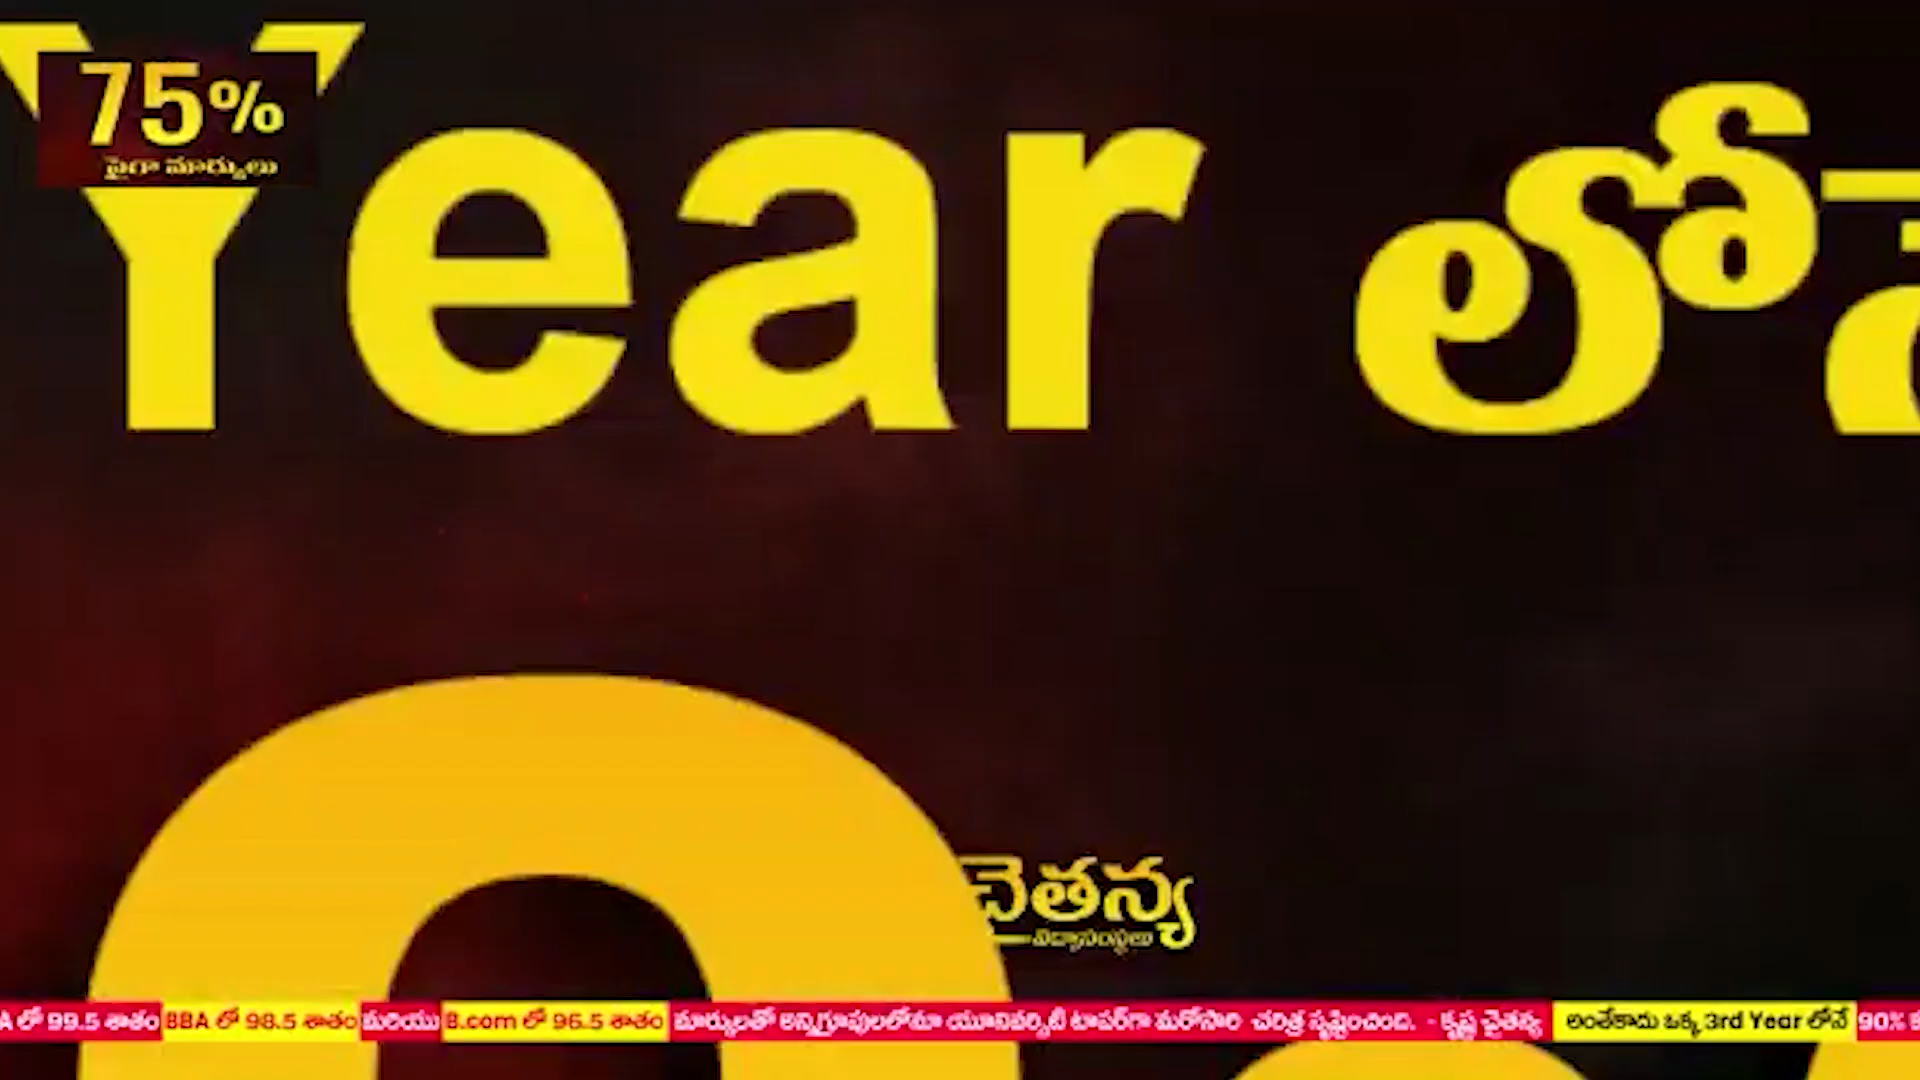 75%
పైగా మార్కులు
Year లో
చైతన్య
విద్యాసంస్థలు
A లో 99.5 శాతం BBA లో 98.5 శాతం మరియు B.com లో 96.5 శాతం మార్కులతో అన్నిగ్రూపులలోమా యూనివర్సిటీ టాపర్‌గా మరోసారి చరిత్ర సృష్టించింది. - కృష్ణ చైతన్య అంతేకాదు ఒక్క 3rd Year లోనే 90%